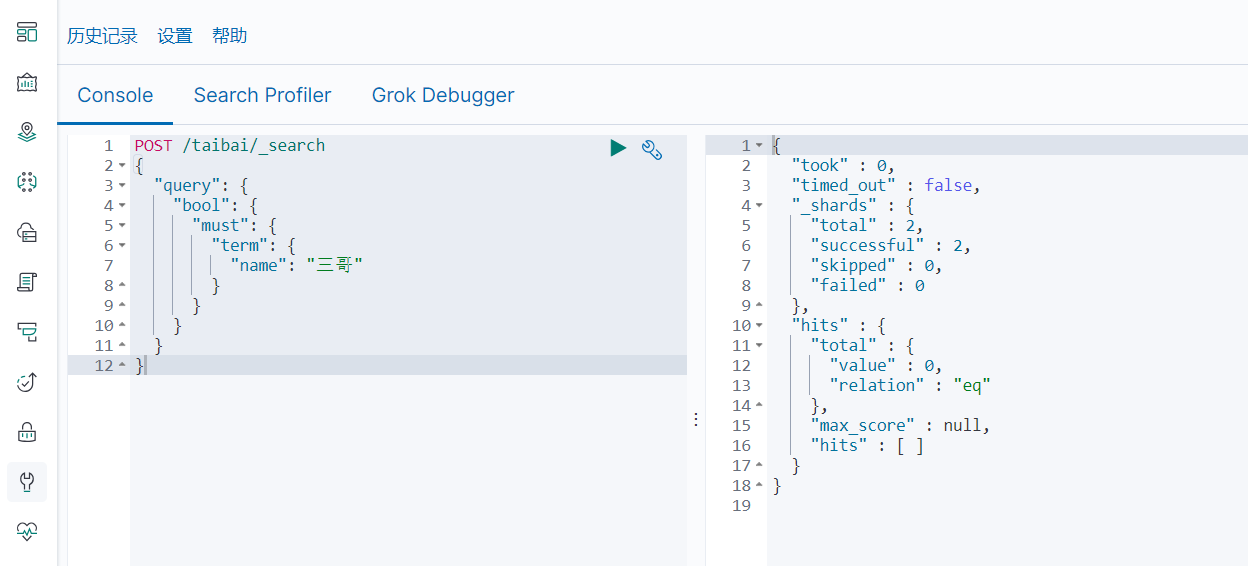 历史记录 设置 帮助
Console Search Profiler Grok Debugger
1 POST /taibai/_search
2 {
3 "query": {
4 "bool": {
5 "must": {
6 "term": {
7 "name": "三哥"
8 }
9 }
10 }
11 }
12 }
1 {
2 "took" : 0,
3 "timed_out" : false,
4 "_shards" : {
5 "total" : 2,
6 "successful" : 2,
7 "skipped" : 0,
8 "failed" : 0
9 },
10 "hits" : {
11 "total" : {
12 "value" : 0,
13 "relation" : "eq"
14 },
15 "max_score" : null,
16 "hits" : [ ]
17 }
18 }
19